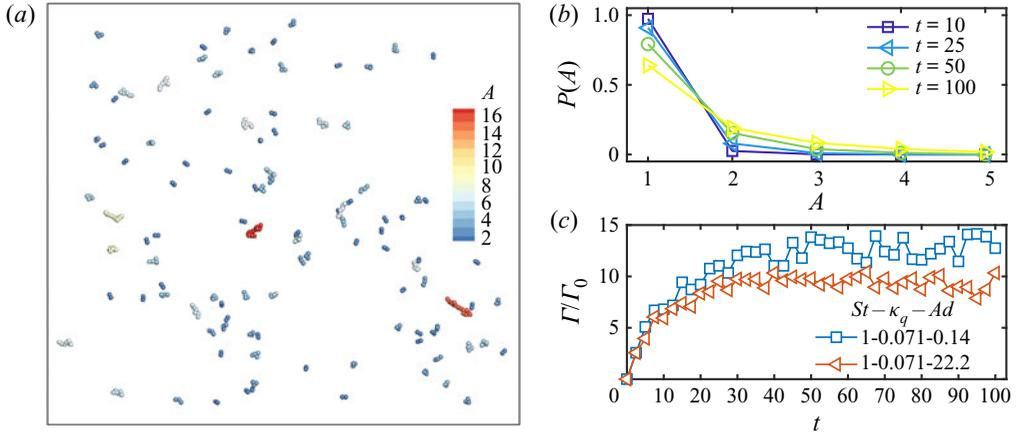 (a)
A
16
14
12
10
8
6
4
2
(b)
1.0
0.5
0
P(A)
t = 10
t = 25
t = 50
t = 100
1 2 3 4 5
A
(c)
15
10
5
0
Γ/Γ₀
St – κq – Ad
1-0.071-0.14
1-0.071-22.2
10 20 30 40 50 60 70 80 90 100
t